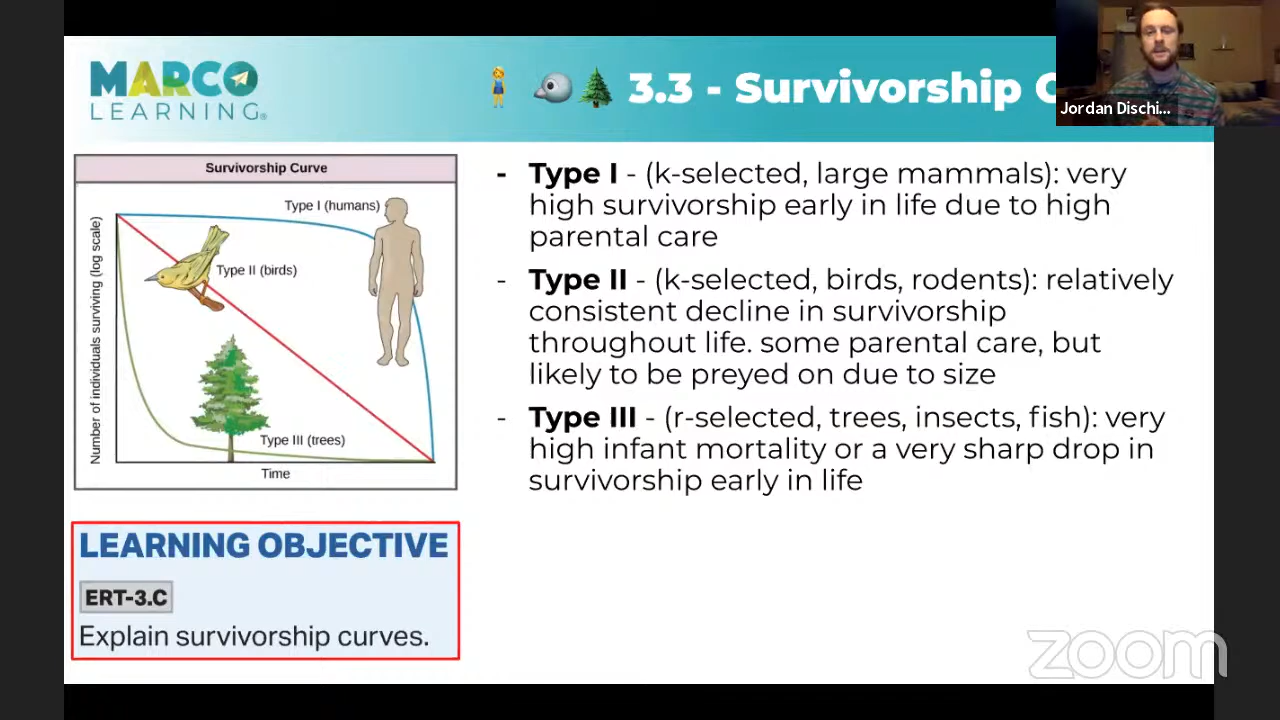 MARCO
LEARNING
3.3 - Survivorship
Jordan Dischi...
Survivorship Curve
Type I (humans)
Type II (birds)
Type III (trees)
Number of individuals surviving (log scale)
Time
- Type I - (k-selected, large mammals): very
high survivorship early in life due to high
parental care
- Type II - (k-selected, birds, rodents): relatively
consistent decline in survivorship
throughout life. some parental care, but
likely to be preyed on due to size
- Type III - (r-selected, trees, insects, fish): very
high infant mortality or a very sharp drop in
survivorship early in life
LEARNING OBJECTIVE
ERT-3.C
Explain survivorship curves.
zoom